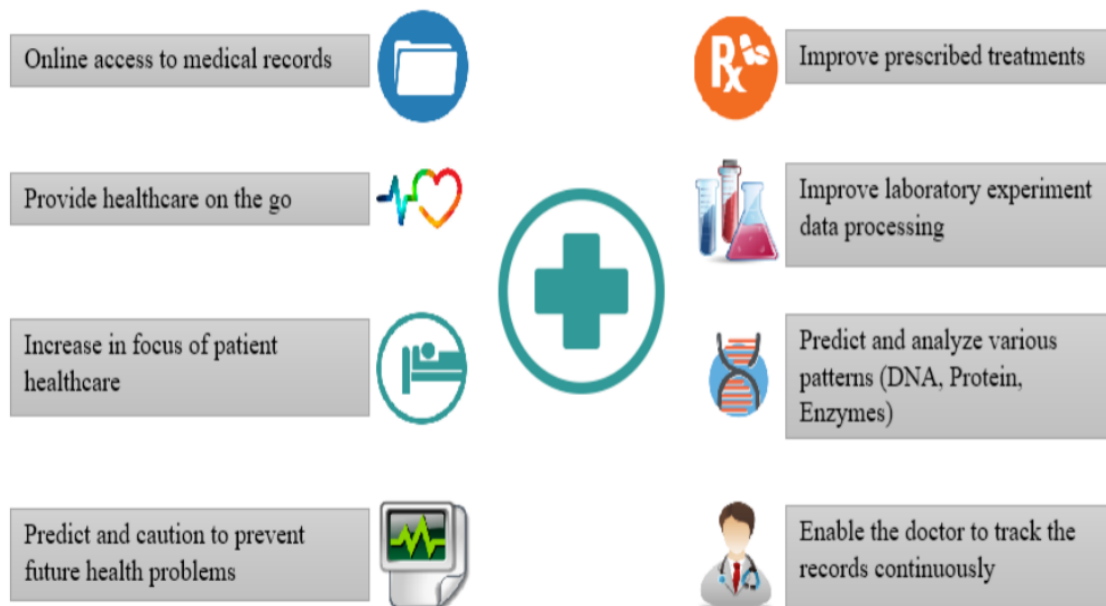 Online access to medical records
Provide healthcare on the go
Increase in focus of patient
healthcare
Predict and caution to prevent
future health problems
Rx
Improve prescribed treatments
Improve laboratory experiment
data processing
Predict and analyze various
patterns (DNA, Protein,
Enzymes)
Enable the doctor to track the
records continuously